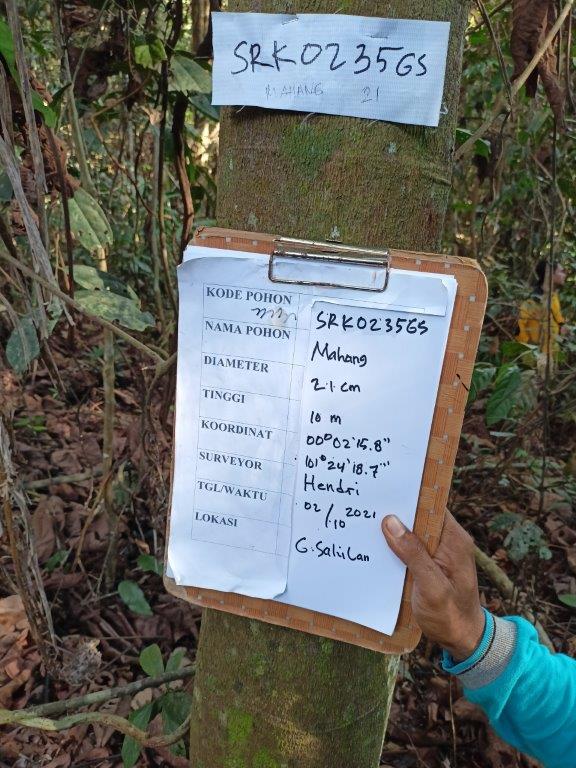 SRK0235GS
MAHANG 21
KODE POHON SRK0235GS
NAMA POHON Mahang
DIAMETER 21 cm
TINGGI 10 m
KOORDINAT 00°02'15.8"
101°24'18.7"
SURVEYOR Hendri
TGL/WAKTU 02/10 2021
LOKASI G.